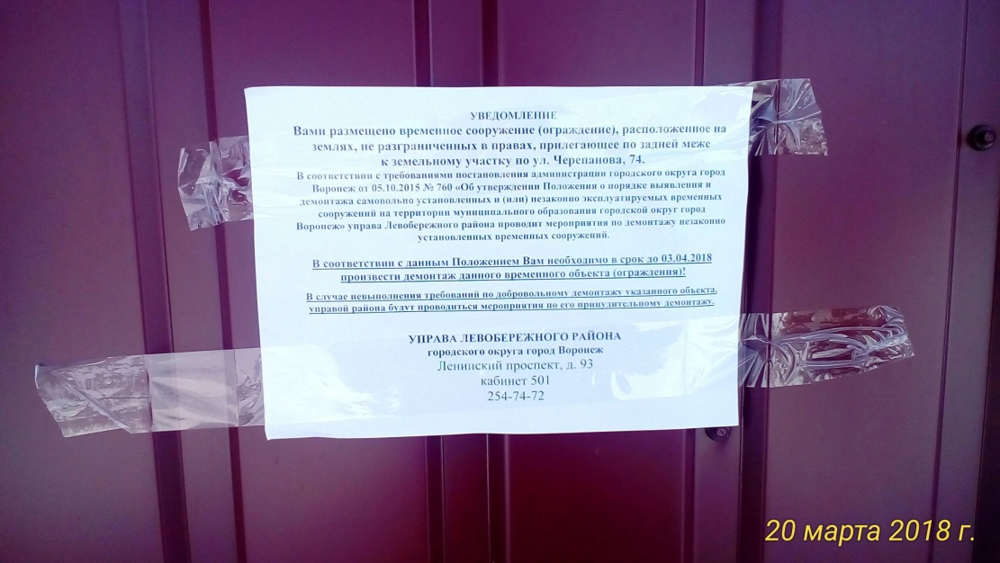 УВЕДОМЛЕНИЕ
Вами размещено временное сооружение (ограждение), расположенное на
землях, не разграниченных в правах, прилегающее по задней меже
к земельному участку по ул. Черепанова, 74.
В соответствии с требованиями постановления администрации городского округа город
Воронеж от 05.10.2015 № 760 «Об утверждении Положения о порядке выявления и
демонтажа самовольно установленных и (или) незаконно эксплуатируемых временных
сооружений на территории муниципального образования городской округ город
Воронеж» управа Левобережного района проводит мероприятия по демонтажу незаконно
установленных временных сооружений.
В соответствии с данным Положением Вам необходимо в срок до 03.04.2018
произвести демонтаж данного временного объекта (ограждения)!
В случае невыполнения требований по добровольному демонтажу указанного объекта,
управой района будут проводиться мероприятия по его принудительному демонтажу.
УПРАВА ЛЕВОБЕРЕЖНОГО РАЙОНА
городского округа город Воронеж
Ленинский проспект, д. 93
кабинет 501
254-74-72
20 марта 2018 г.